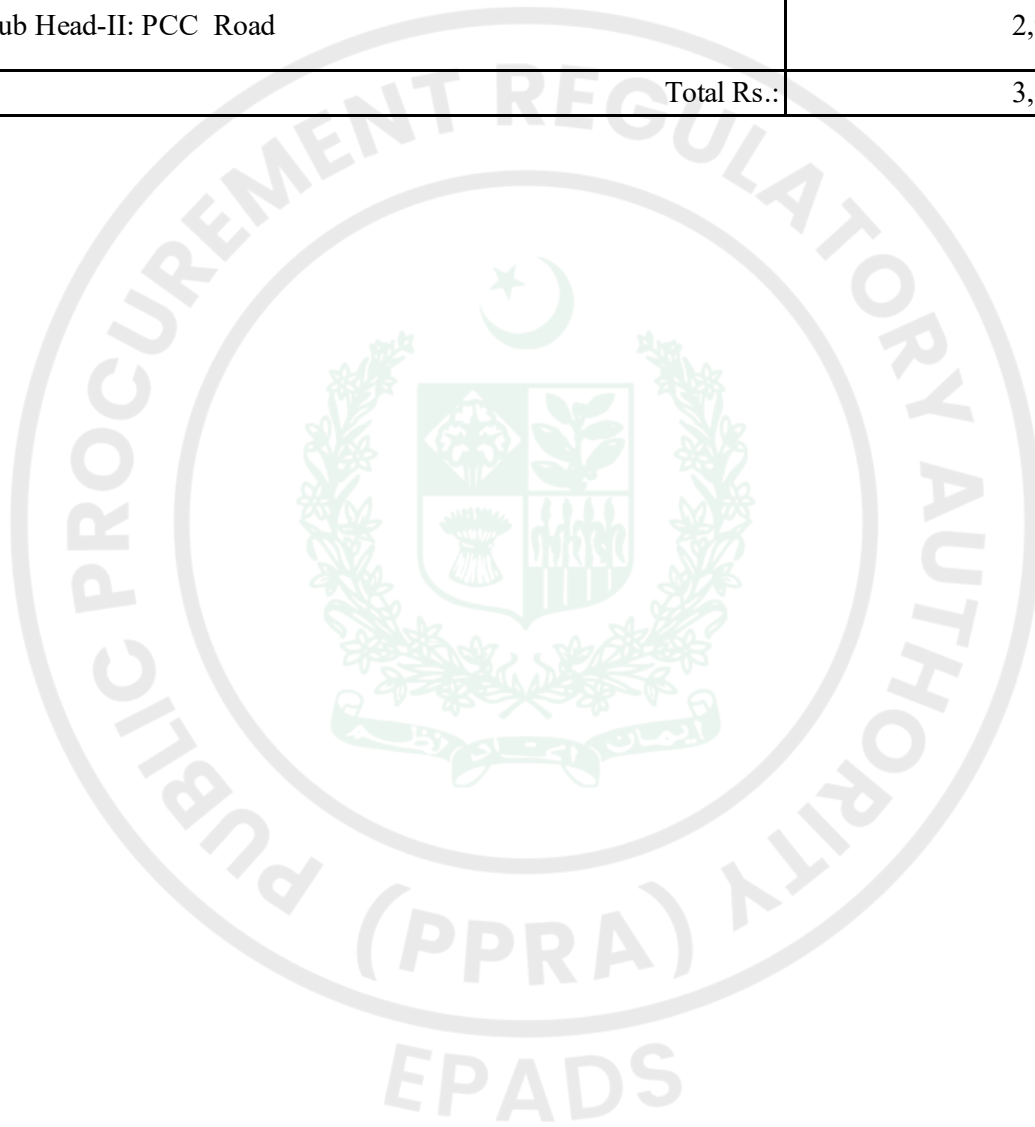 ub Head-II: PCC Road 2,
Total Rs.: 3,
PUBLIC PROCUREMENT REGULATORY AUTHORITY
(PPRA)
EPADS